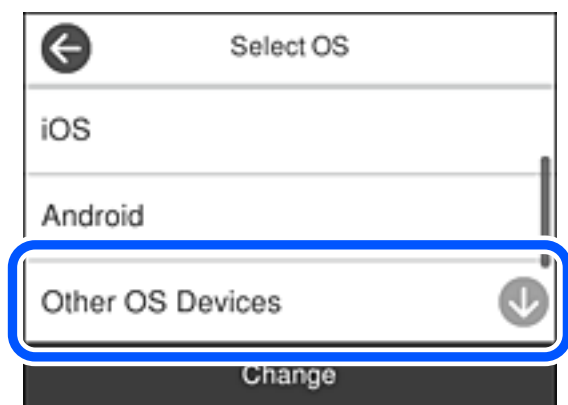 Select OS
iOS
Android
Other OS Devices
Change